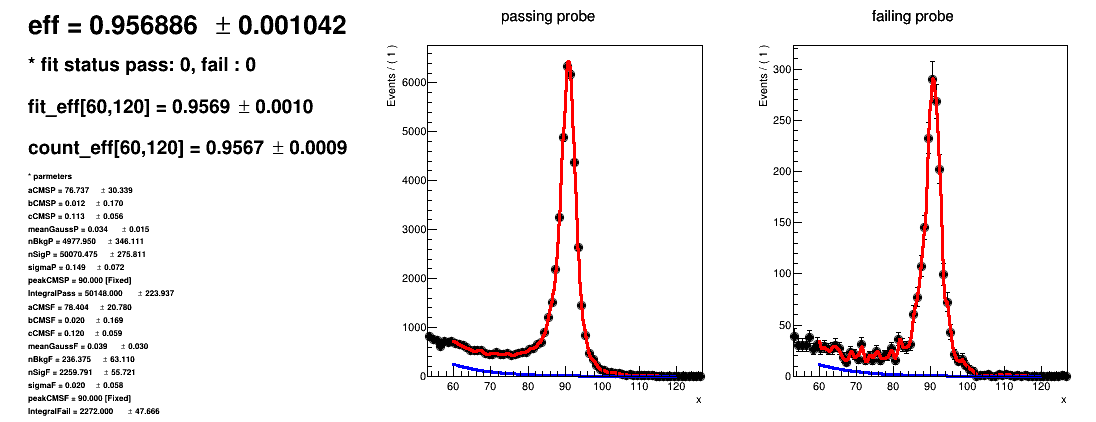 eff = 0.956886 ± 0.001042
* fit status pass: 0, fail : 0
fit_eff[60,120] = 0.9569 ± 0.0010
count_eff[60,120] = 0.9567 ± 0.0009
* parmeters
aCMSP = 76.737 ± 30.339
bCMSP = 0.012 ± 0.170
cCMSP = 0.113 ± 0.056
meanGaussP = 0.034 ± 0.015
nBkgP = 4977.950 ± 346.111
nSigP = 50070.475 ± 275.811
sigmaP = 0.149 ± 0.072
peakCMSP = 90.000 [Fixed]
IntegralPass = 50148.000 ± 223.937
aCMSF = 78.404 ± 20.780
bCMSF = 0.020 ± 0.169
cCMSF = 0.120 ± 0.059
meanGaussF = 0.039 ± 0.030
nBkgF = 236.375 ± 63.110
nSigF = 2259.791 ± 55.721
sigmaF = 0.020 ± 0.058
peakCMSF = 90.000 [Fixed]
IntegralFail = 2272.000 ± 47.666
passing probe
Events / ( 1 )
6000
5000
4000
3000
2000
1000
0
60 70 80 90 100 110 120
x
failing probe
Events / ( 1 )
300
250
200
150
100
50
0
60 70 80 90 100 110 120
x